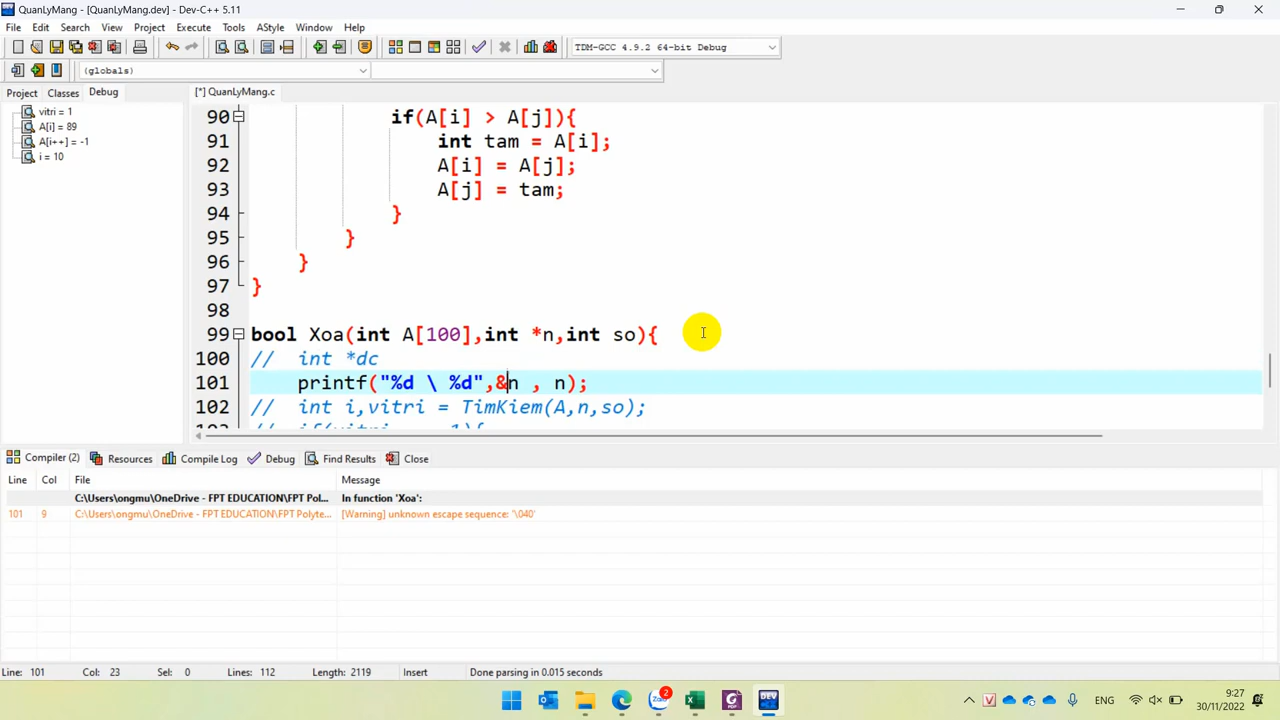 QuanLyMang - [QuanLyMang.dev] - Dev-C++ 5.11
File Edit Search View Project Execute Tools AStyle Window Help
TDM-GCC 4.9.2 64-bit Debug
(globals)
Project Classes Debug
[*] QuanLyMang.c
vitri = 1
A[i] = 89
A[i++] = -1
i = 10
90 if(A[i] > A[j]){
91 int tam = A[i];
92 A[i] = A[j];
93 A[j] = tam;
94 }
95 }
96 }
97 }
98
99 bool Xoa(int A[100],int *n,int so){
100 // int *dc
101 printf("%d \ %d",&n , n);
102 // int i,vitri = TimKiem(A,n,so);
Compiler (2) Resources Compile Log Debug Find Results Close
Line Col File Message
C:\Users\ongmu\OneDrive - FPT EDUCATION\FPT Pol... In function 'Xoa':
101 9 C:\Users\ongmu\OneDrive - FPT EDUCATION\FPT Polyte... [Warning] unknown escape sequence: '\040'
Line: 101 Col: 23 Sel: 0 Lines: 112 Length: 2119 Insert Done parsing in 0.015 seconds
Zalo 2 PDF DEV ENG 9:27
30/11/2022